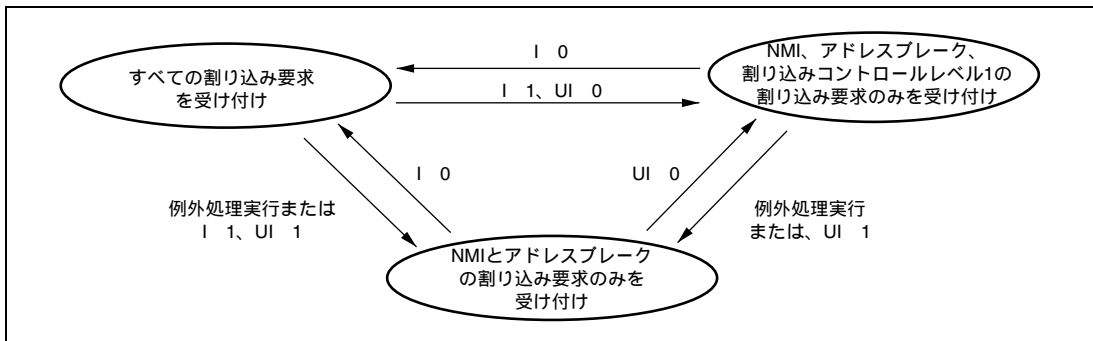 すべての割り込み要求
を受け付け
I 0
I 1、UI 0
NMI、アドレスブレーク、
割り込みコントロールレベル1の
割り込み要求のみを受け付け
例外処理実行または
I 1、UI 1
I 0
UI 0
例外処理実行
または、UI 1
NMIとアドレスブレーク
の割り込み要求のみを
受け付け